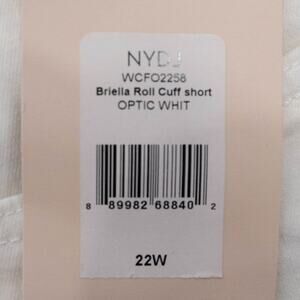 NYDJ
WCFO2258
Briella Roll Cuff short
OPTIC WHIT
8 89982 68840 2
22W